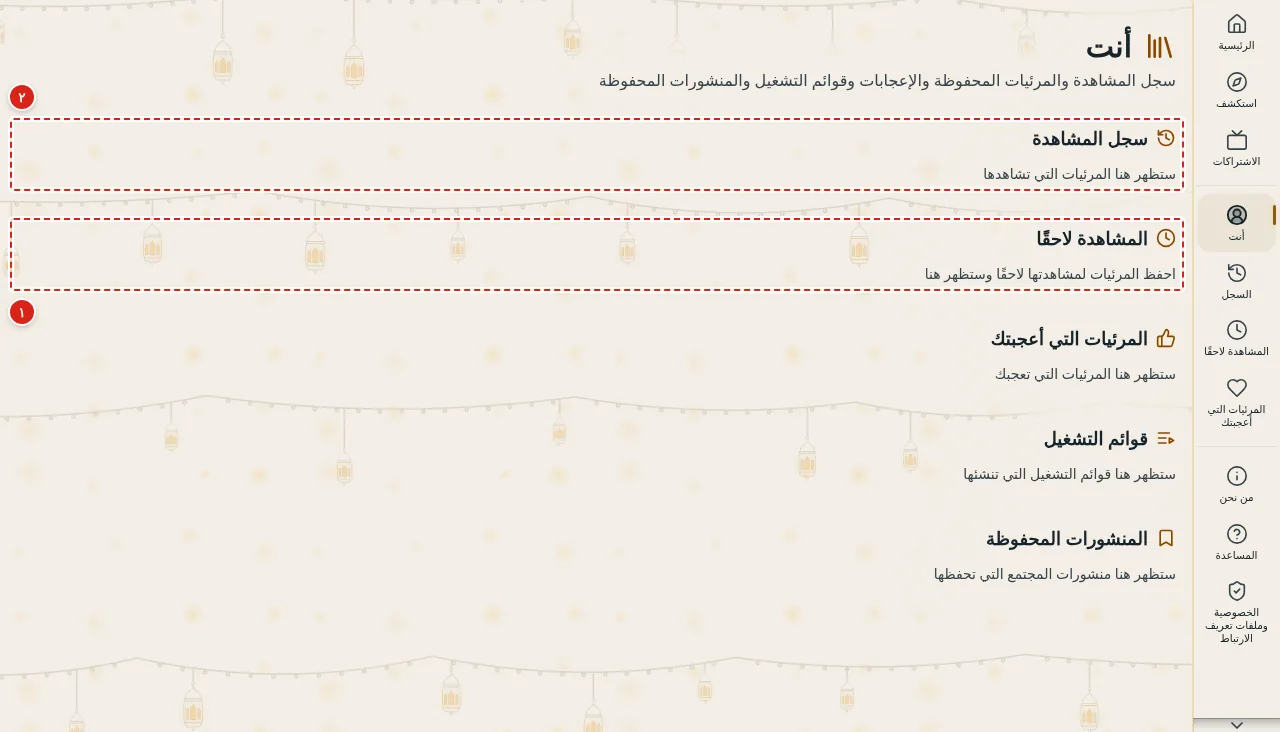 أنت
سجل المشاهدة والمرئيات المحفوظة والإعجابات وقوائم التشغيل والمنشورات المحفوظة
٢
سجل المشاهدة
ستظهر هنا المرئيات التي تشاهدها
المشاهدة لاحقًا
احفظ المرئيات لمشاهدتها لاحقًا وستظهر هنا
١
المرئيات التي أعجبتك
ستظهر هنا المرئيات التي تعجبك
قوائم التشغيل
ستظهر هنا قوائم التشغيل التي تنشئها
المنشورات المحفوظة
ستظهر هنا منشورات المجتمع التي تحفظها
الرئيسية
استكشف
الاشتراكات
أنت
السجل
المشاهدة لاحقًا
المرئيات التي
أعجبتك
من نحن
المساعدة
الخصوصية
وملفات تعريف
الارتباط